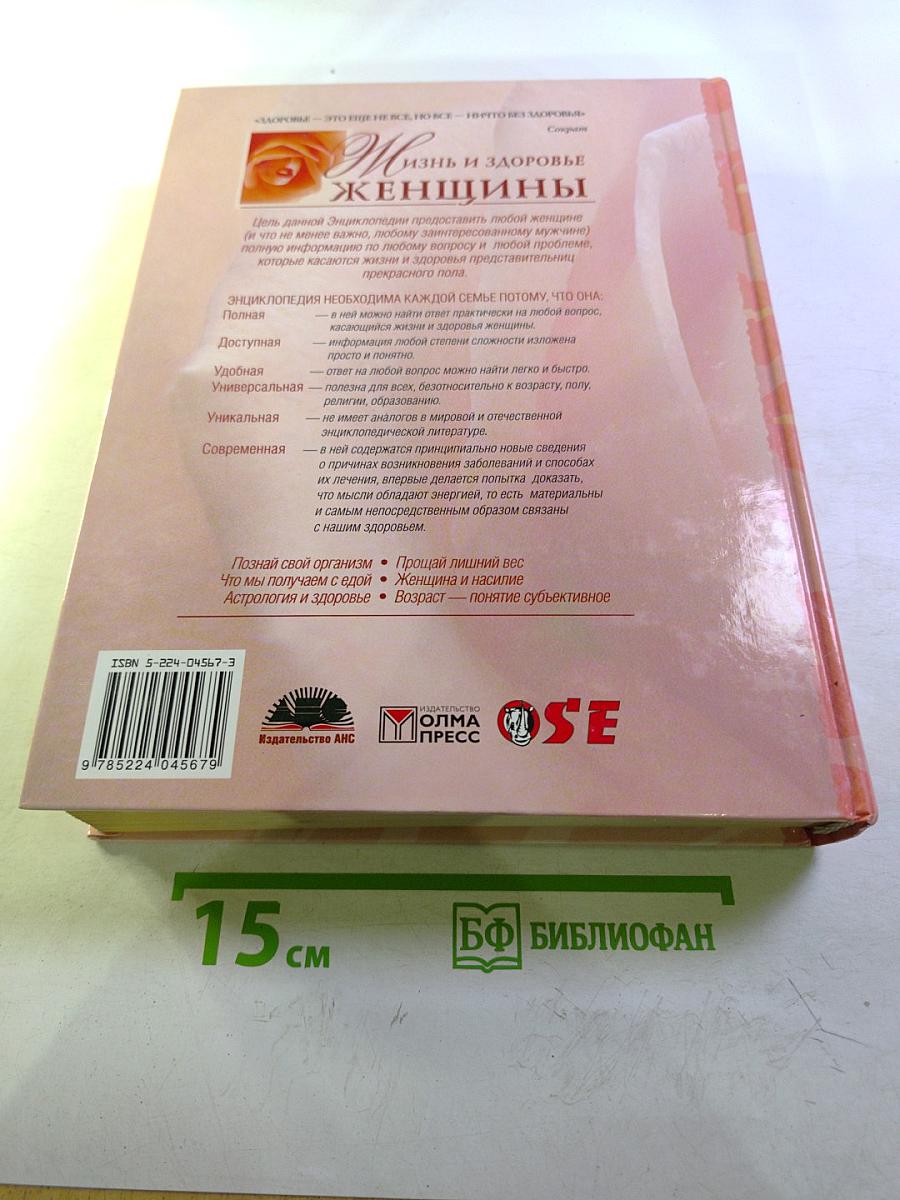 «ЗДОРОВЬЕ — ЭТО ЕЩЕ НЕ ВСЕ, НО ВСЕ — НИЧТО БЕЗ ЗДОРОВЬЯ»
Сократ
Жизнь и здоровье
ЖЕНЩИНЫ
Цель данной Энциклопедии предоставить любой женщине
(и что не менее важно, любому заинтересованному мужчине)
полную информацию по любому вопросу и любой проблеме,
которые касаются жизни и здоровья представительниц
прекрасного пола.
ЭНЦИКЛОПЕДИЯ НЕОБХОДИМА КАЖДОЙ СЕМЬЕ ПОТОМУ, ЧТО ОНА:
Полная — в ней можно найти ответ практически на любой вопрос,
касающийся жизни и здоровья женщины.
Доступная — информация любой степени сложности изложена
просто и понятно.
Удобная — ответ на любой вопрос можно найти легко и быстро.
Универсальная — полезна для всех, безотносительно к возрасту, полу,
религии, образованию.
Уникальная — не имеет аналогов в мировой и отечественной
энциклопедической литературе.
Современная — в ней содержатся принципиально новые сведения
о причинах возникновения заболеваний и способах
их лечения, впервые делается попытка доказать,
что мысли обладают энергией, то есть материальны
и самым непосредственным образом связаны
с нашим здоровьем.
Познай свой организм • Прощай лишний вес
Что мы получаем с едой • Женщина и насилие
Астрология и здоровье • Возраст — понятие субъективное
ISBN 5-224-04567-3
9 785224 045679
Издательство АНС
ИЗДАТЕЛЬСТВО
ОЛМА
ПРЕСС
OSE
15 см
БФ БИБЛИОФАН